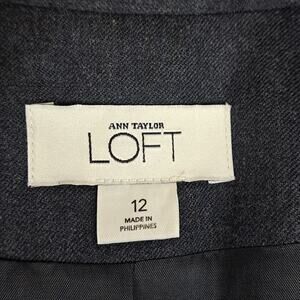 ANN TAYLOR
LOFT
12
MADE IN
PHILIPPINES